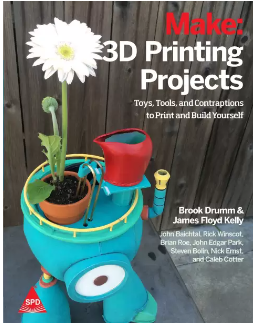 Make:
3D Printing
Projects
Toys, Tools, and Contraptions
to Print and Build Yourself
Brook Drumm &
James Floyd Kelly
John Baichtal, Rick Winscot,
Brian Roe, John Edgar Park,
Steven Bolin, Nick Ernst,
and Caleb Cotter
SPD